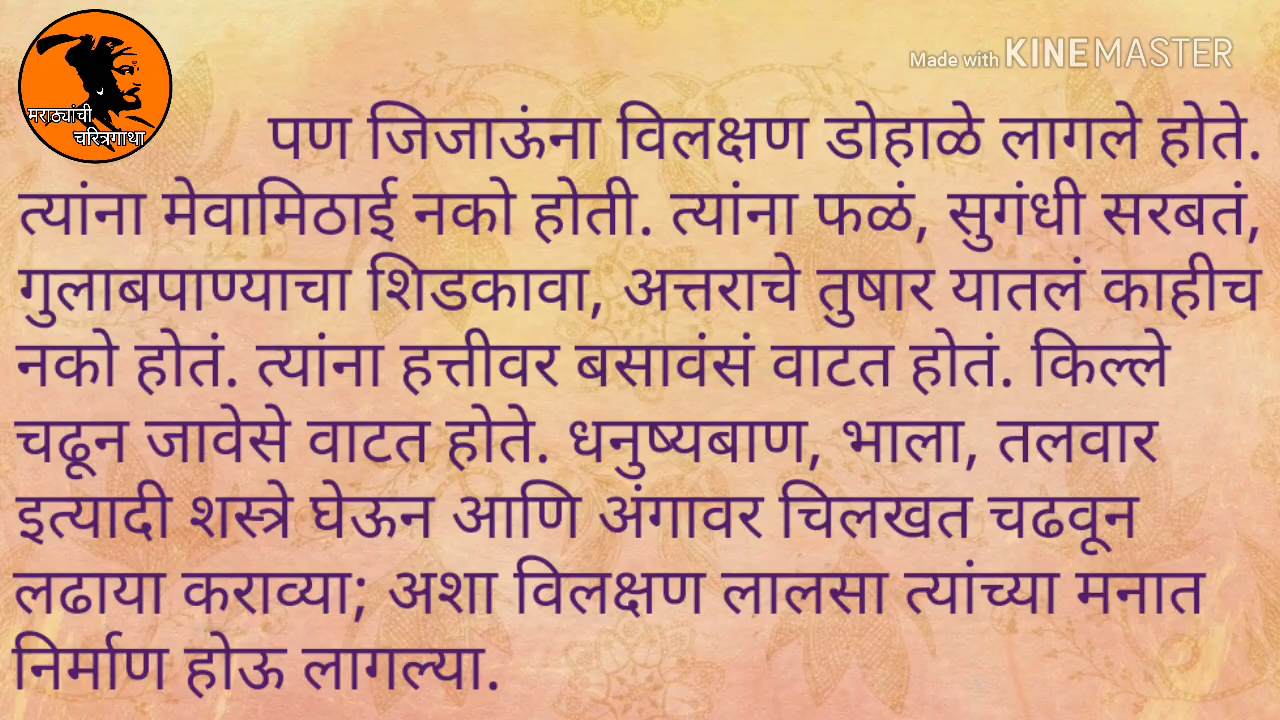 Made with KINEMASTER
मराठ्यांची
चरित्रगाथा
पण जिजाऊंना विलक्षण डोहाळे लागले होते.
त्यांना मेवामिठाई नको होती. त्यांना फळं, सुगंधी सरबतं,
गुलाबपाण्याचा शिडकावा, अत्तराचे तुषार यातलं काहीच
नको होतं. त्यांना हत्तीवर बसावंसं वाटत होतं. किल्ले
चढून जावेसे वाटत होते. धनुष्यबाण, भाला, तलवार
इत्यादी शस्त्रे घेऊन आणि अंगावर चिलखत चढवून
लढाया कराव्या; अशा विलक्षण लालसा त्यांच्या मनात
निर्माण होऊ लागल्या.